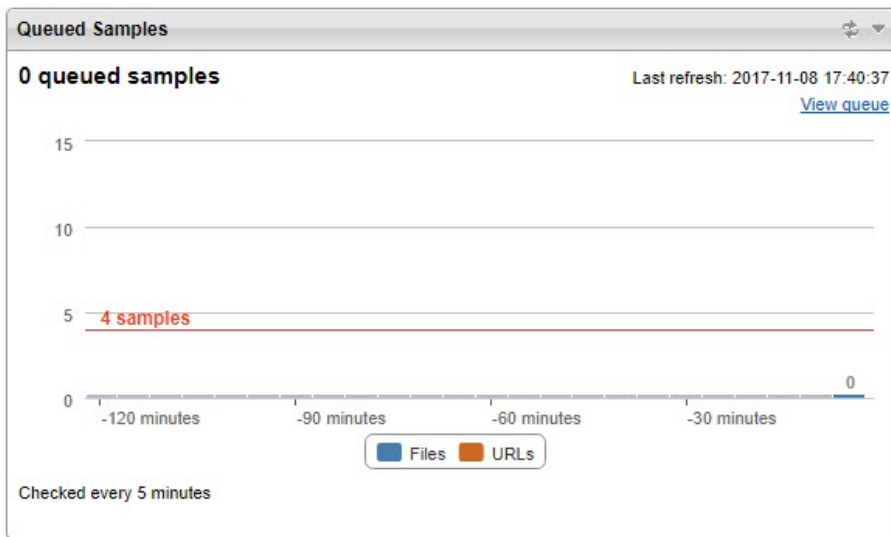 Queued Samples
0 queued samples
Last refresh: 2017-11-08 17:40:37
View queue
15
10
5
4 samples
0
0
-120 minutes
-90 minutes
-60 minutes
-30 minutes
Files
URLs
Checked every 5 minutes